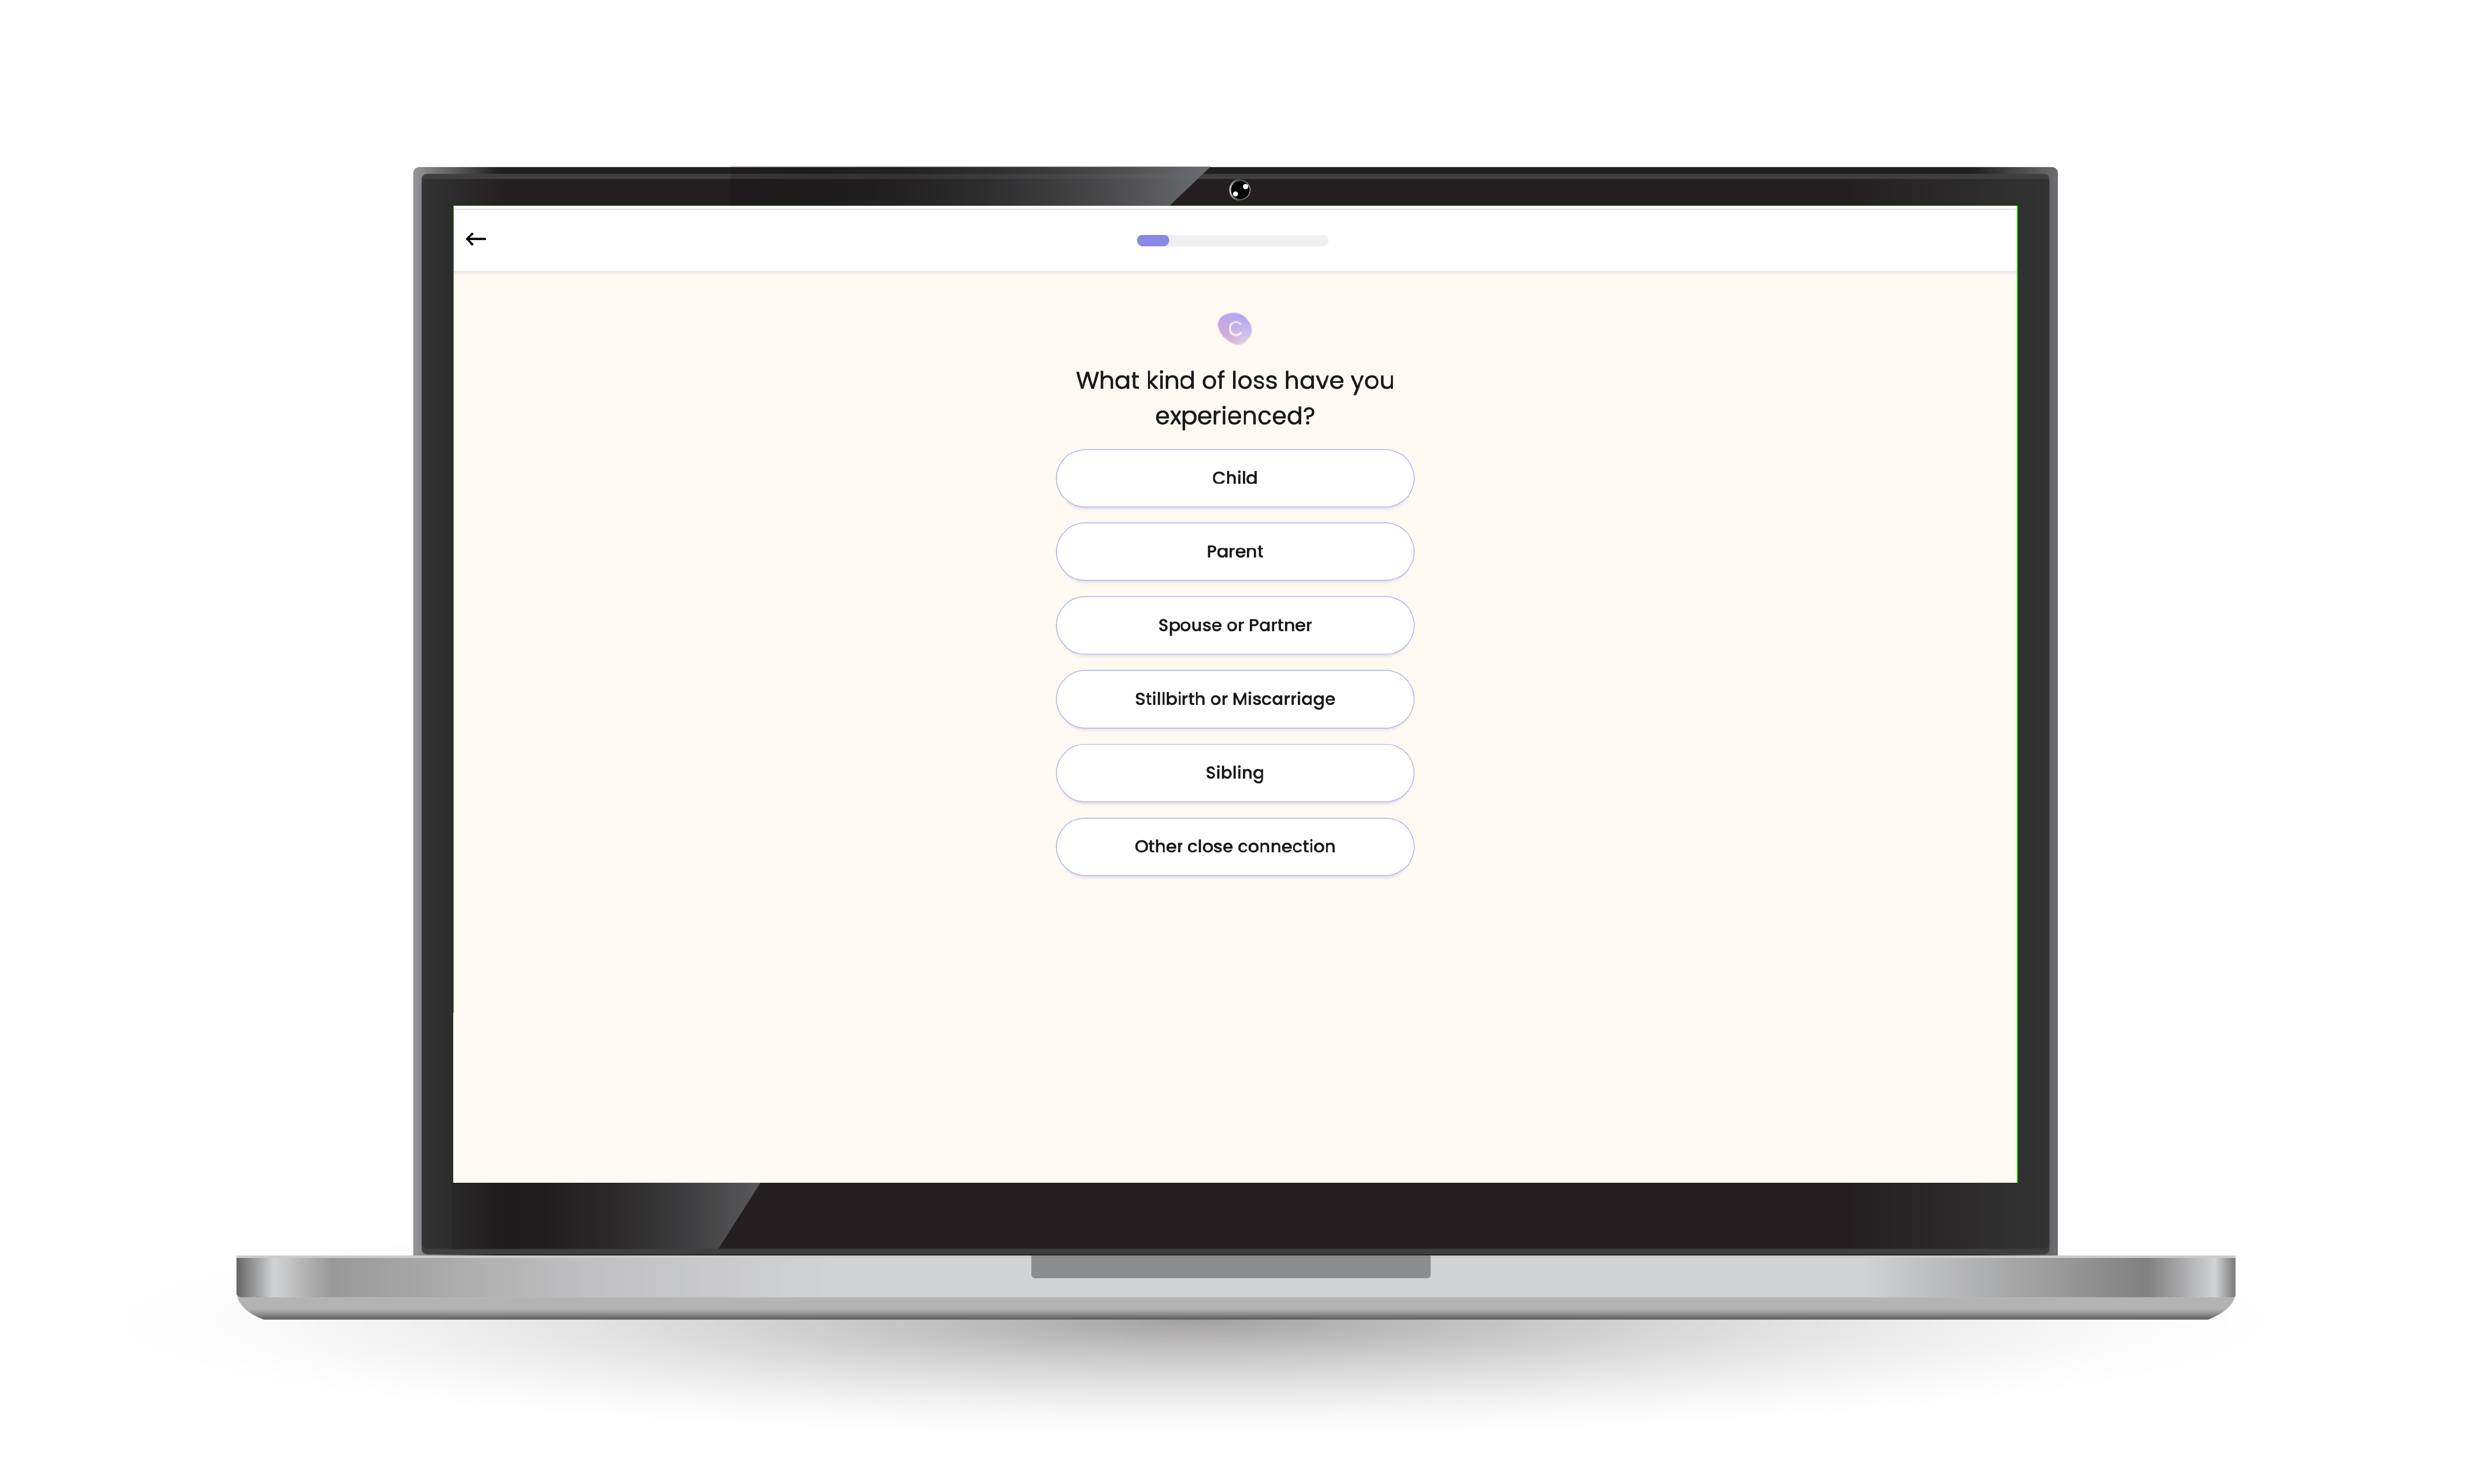 C
What kind of loss have you
experienced?
Child
Parent
Spouse or Partner
Stillbirth or Miscarriage
Sibling
Other close connection